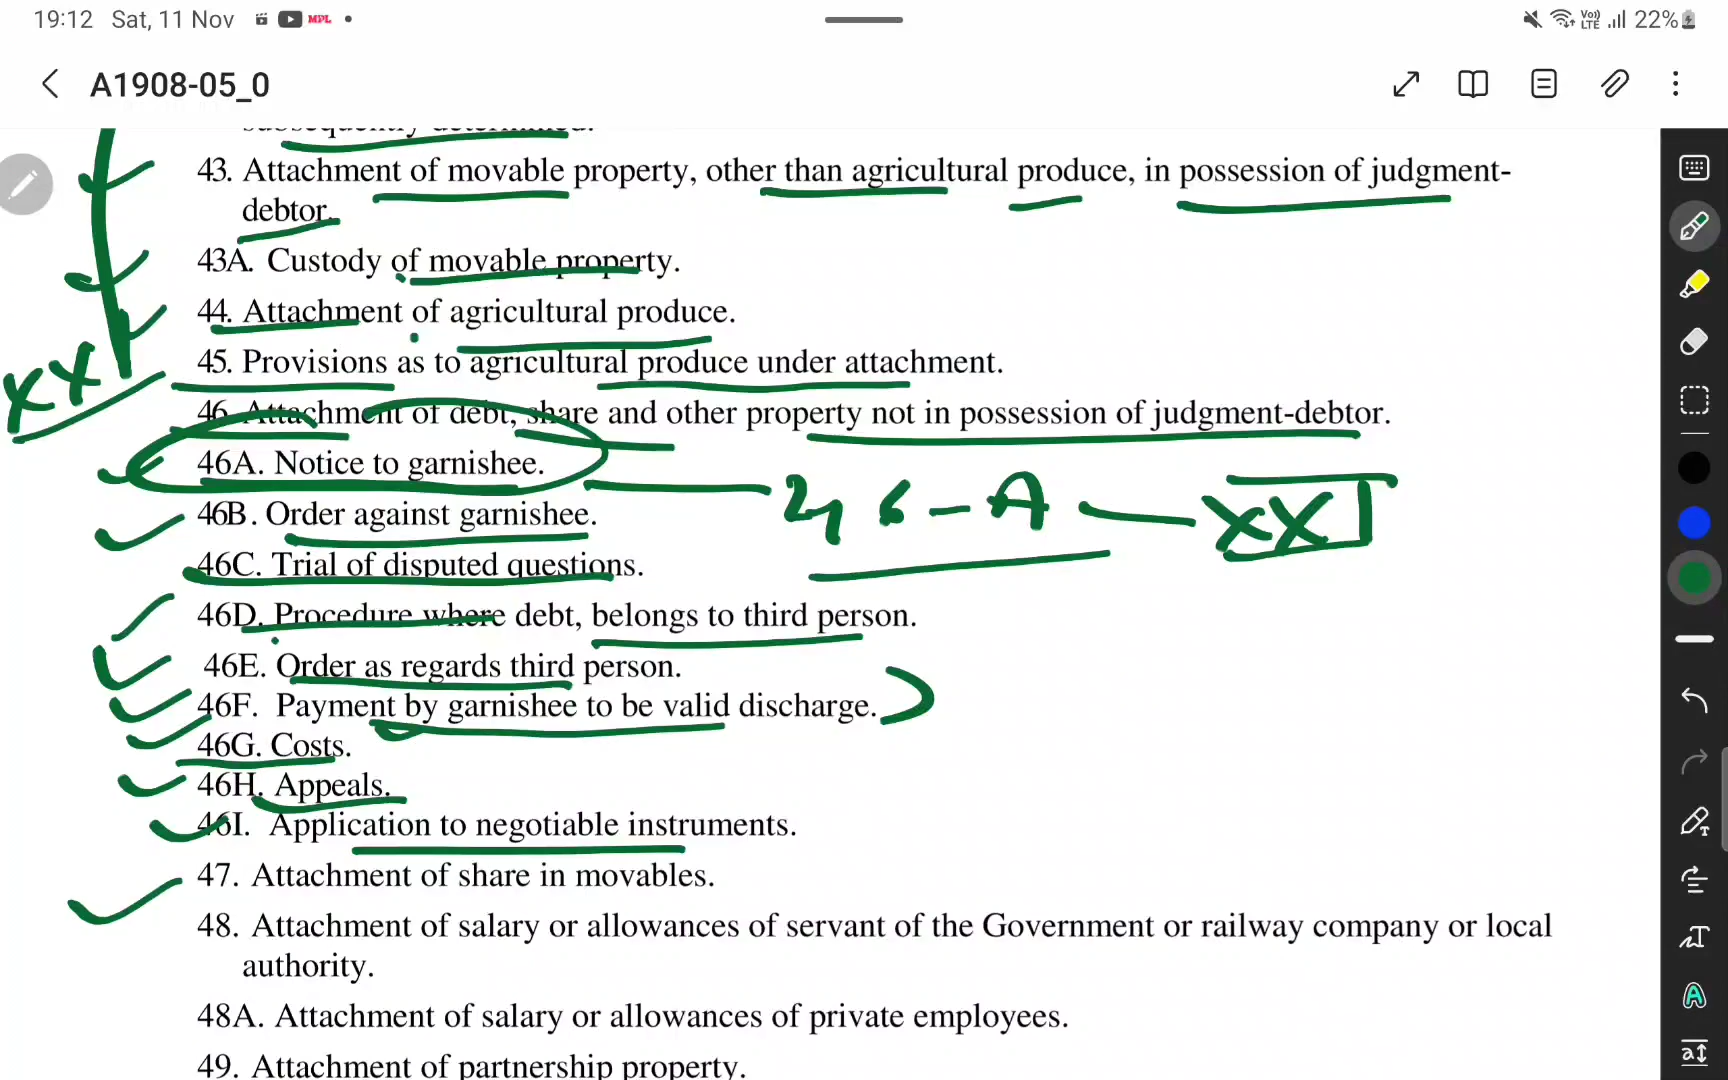 19:12 Sat, 11 Nov MPL Vo) LTE 22%
A1908-05_0
subsequently determined.
43. Attachment of movable property, other than agricultural produce, in possession of judgment-
debtor.
43A. Custody of movable property.
44. Attachment of agricultural produce.
45. Provisions as to agricultural produce under attachment.
XXI
46. Attachment of debt, share and other property not in possession of judgment-debtor.
46A. Notice to garnishee.
46B. Order against garnishee.
46-A — XXI
46C. Trial of disputed questions.
46D. Procedure where debt, belongs to third person.
46E. Order as regards third person.
46F. Payment by garnishee to be valid discharge.
46G. Costs.
46H. Appeals.
46I. Application to negotiable instruments.
47. Attachment of share in movables.
48. Attachment of salary or allowances of servant of the Government or railway company or local
authority.
48A. Attachment of salary or allowances of private employees.
49. Attachment of partnership property.